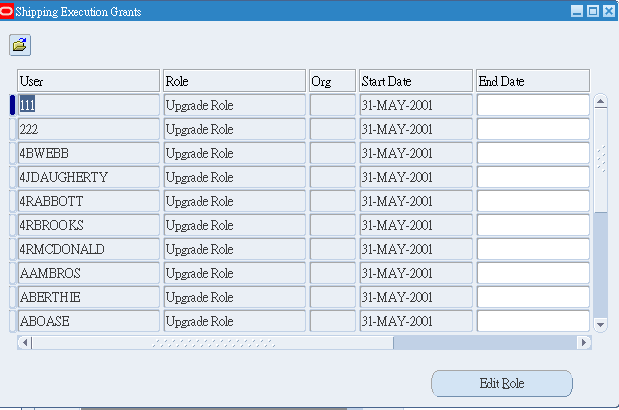 Shipping Execution Grants
User Role Org Start Date End Date
111 Upgrade Role 31-MAY-2001
222 Upgrade Role 31-MAY-2001
4BWEBB Upgrade Role 31-MAY-2001
4JDAUGHERTY Upgrade Role 31-MAY-2001
4RABBOTT Upgrade Role 31-MAY-2001
4RBROOKS Upgrade Role 31-MAY-2001
4RMCDONALD Upgrade Role 31-MAY-2001
AAMBROS Upgrade Role 31-MAY-2001
ABERTHIE Upgrade Role 31-MAY-2001
ABOASE Upgrade Role 31-MAY-2001
Edit Role